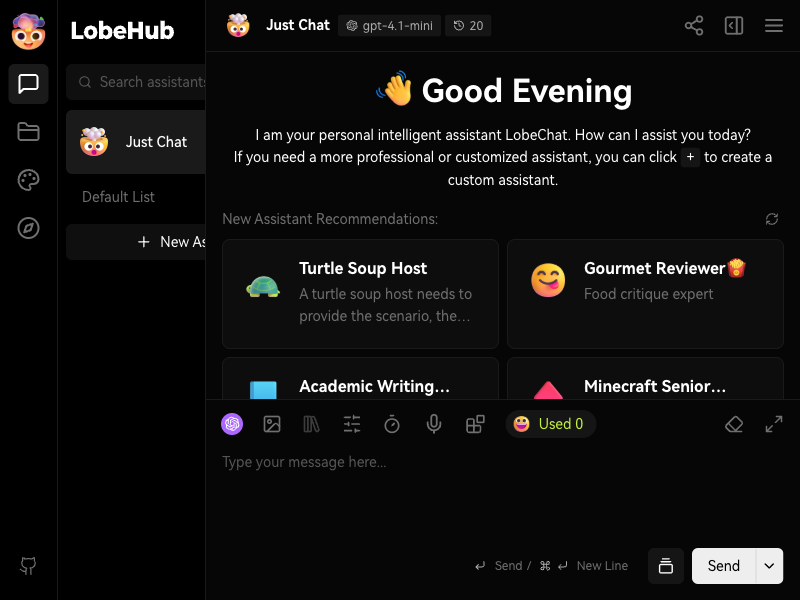 LobeHub
Search assistants
Just Chat
Default List
New As
Just Chat
gpt-4.1-mini
20
Good Evening
I am your personal intelligent assistant LobeChat. How can I assist you today?
If you need a more professional or customized assistant, you can click + to create a
custom assistant.
New Assistant Recommendations:
Turtle Soup Host
A turtle soup host needs to
provide the scenario, the…
Gourmet Reviewer🍟
Food critique expert
Academic Writing…
Minecraft Senior…
Used 0
Type your message here...
Send / ⌘ New Line
Send